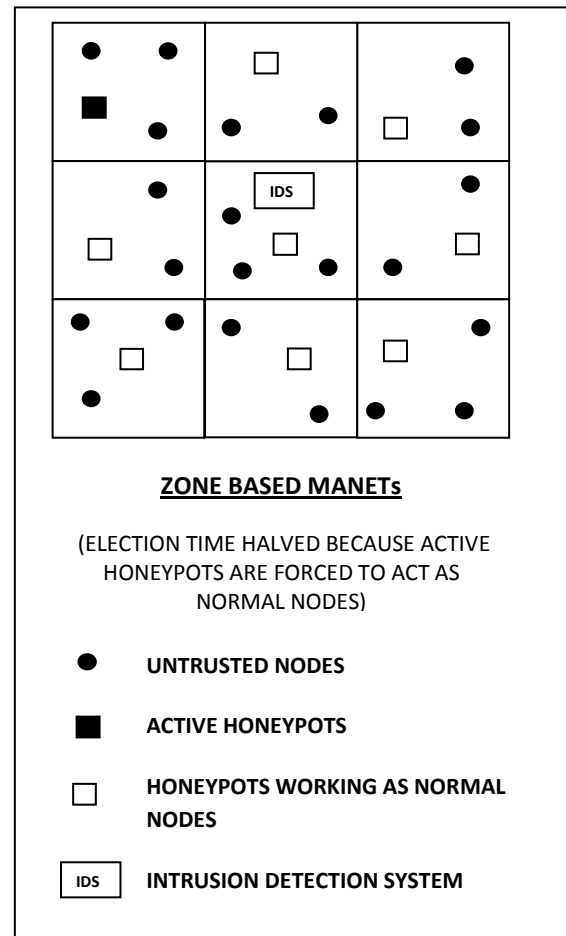 IDS
ZONE BASED MANETs
(ELECTION TIME HALVED BECAUSE ACTIVE
HONEYPOTS ARE FORCED TO ACT AS
NORMAL NODES)
UNTRUSTED NODES
ACTIVE HONEYPOTS
HONEYPOTS WORKING AS NORMAL
NODES
IDS INTRUSION DETECTION SYSTEM